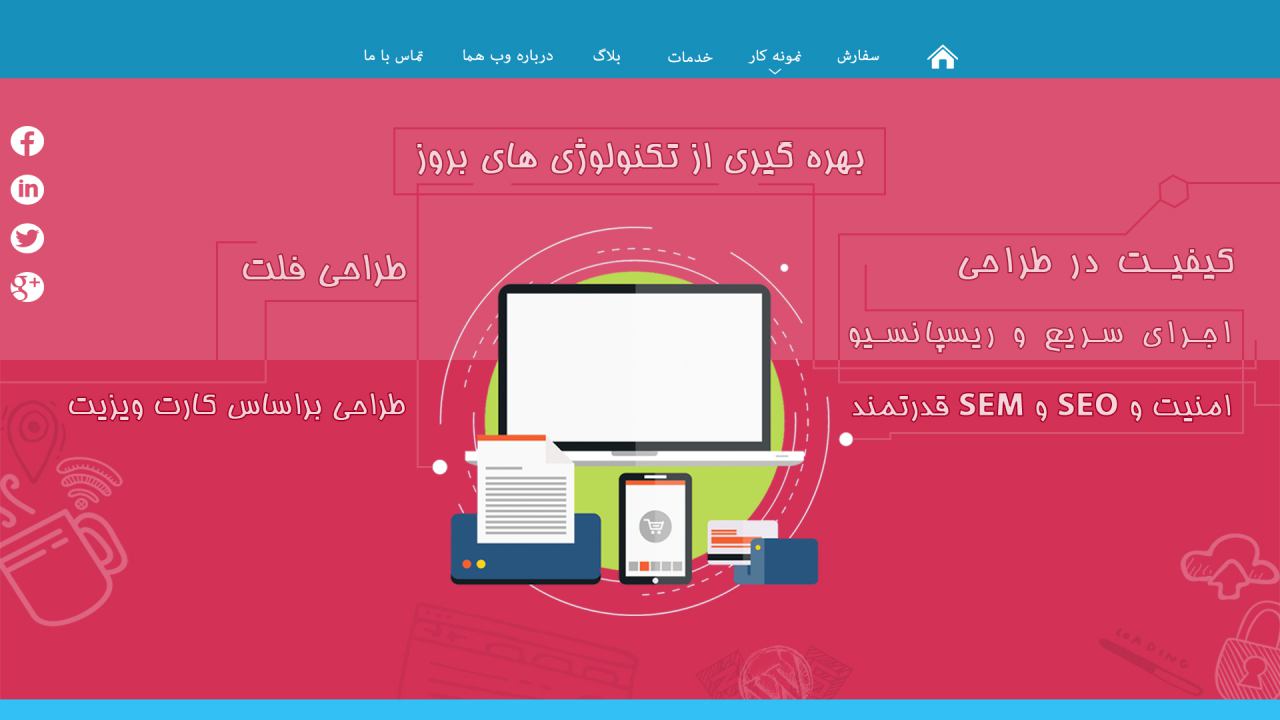 سفارش
نمونه کار
خدمات
بلاگ
درباره وب هما
تماس با ما
بهره گیری از تکنولوژی های بروز
کیفیت در طراحی
طراحی فلت
اجرای سریع و ریسپانسیو
امنیت و SEO و SEM قدرتمند
طراحی براساس کارت ویزیت
LOADING